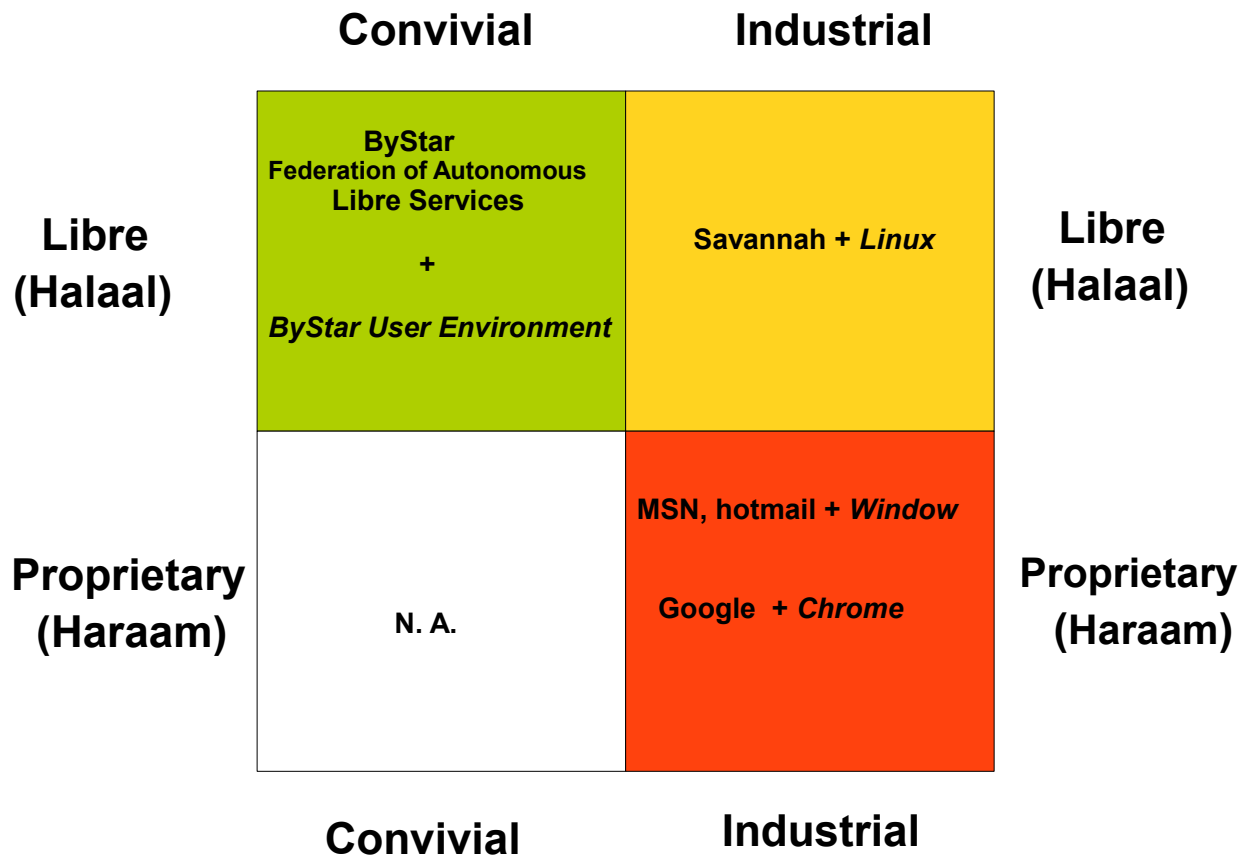 Convivial
Industrial
ByStar
Federation of Autonomous
Libre Services
+
ByStar User Environment
Savannah + Linux
Libre
(Halaal)
Libre
(Halaal)
MSN, hotmail + Window
Google + Chrome
N. A.
Proprietary
(Haraam)
Proprietary
(Haraam)
Convivial
Industrial